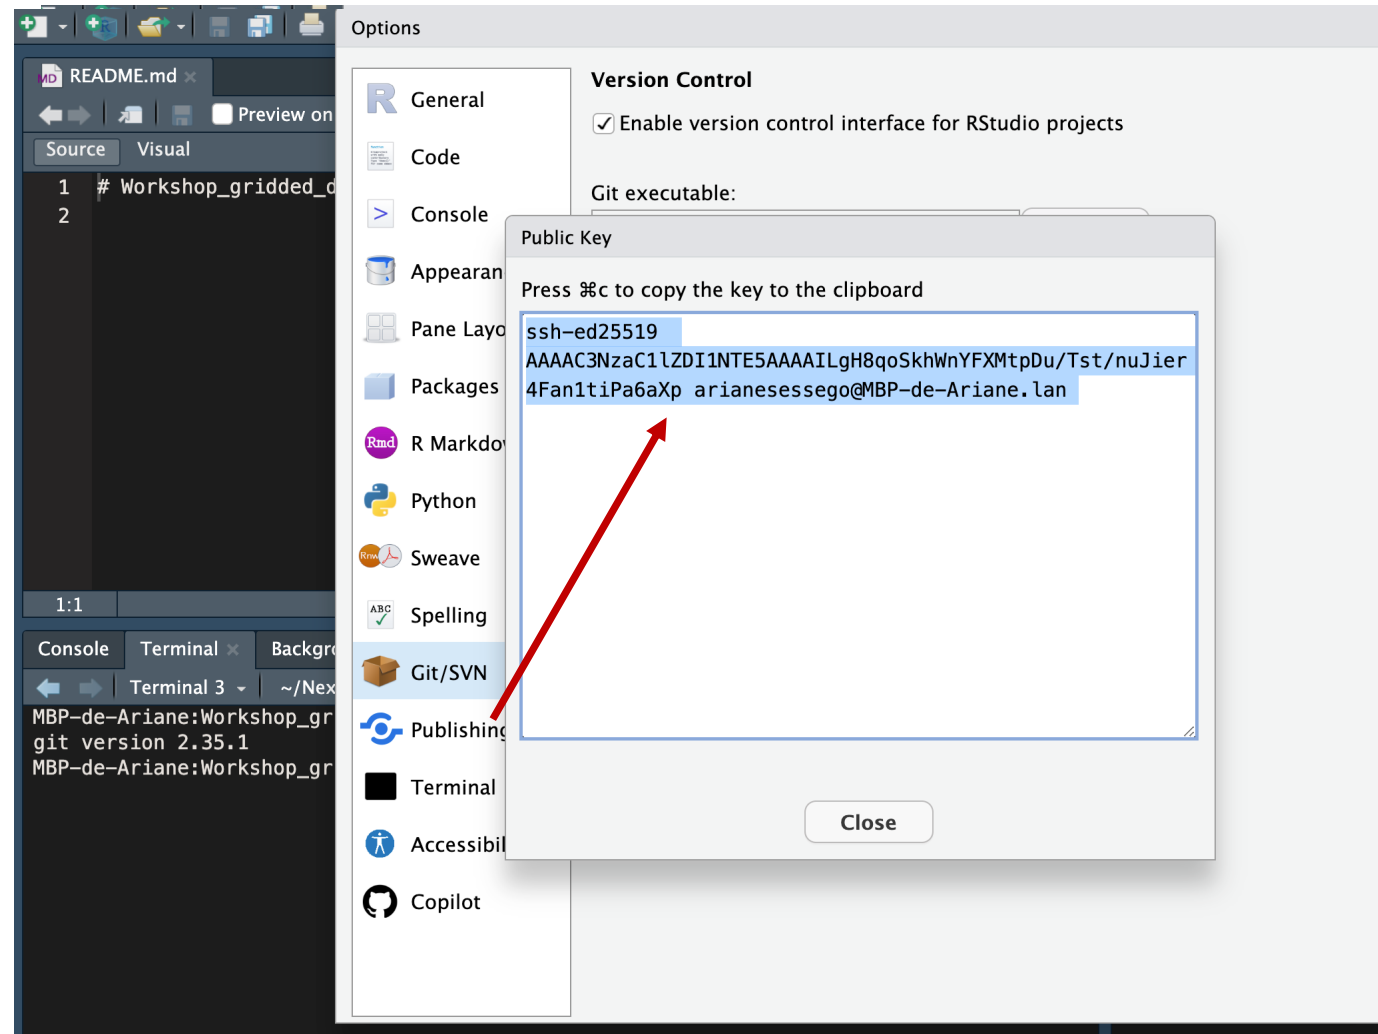 Options
README.md
Preview on
Source Visual
1 # Workshop_gridded_d
2
1:1
Console Terminal Backgr
Terminal 3 ~/Nex
MBP-de-Ariane:Workshop_gr
git version 2.35.1
MBP-de-Ariane:Workshop_gr
General
Code
Console
Appearan
Pane Layo
Packages
Rmd R Markdo
Python
Rnw Sweave
ABC Spelling
Git/SVN
Publishing
Terminal
Accessibil
Copilot
Version Control
Enable version control interface for RStudio projects
Git executable:
Public Key
Press ⌘c to copy the key to the clipboard
ssh-ed25519
AAAAC3NzaC1lZDI1NTE5AAAAILgH8qoSkhWnYFXMtpDu/Tst/nuJier
4Fan1tiPa6aXp arianesessego@MBP-de-Ariane.lan
Close